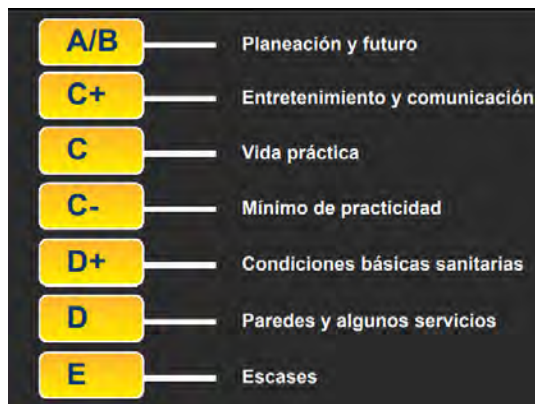 A/B Planeación y futuro
C+ Entretenimiento y comunicación
C Vida práctica
C- Mínimo de practicidad
D+ Condiciones básicas sanitarias
D Paredes y algunos servicios
E Escases